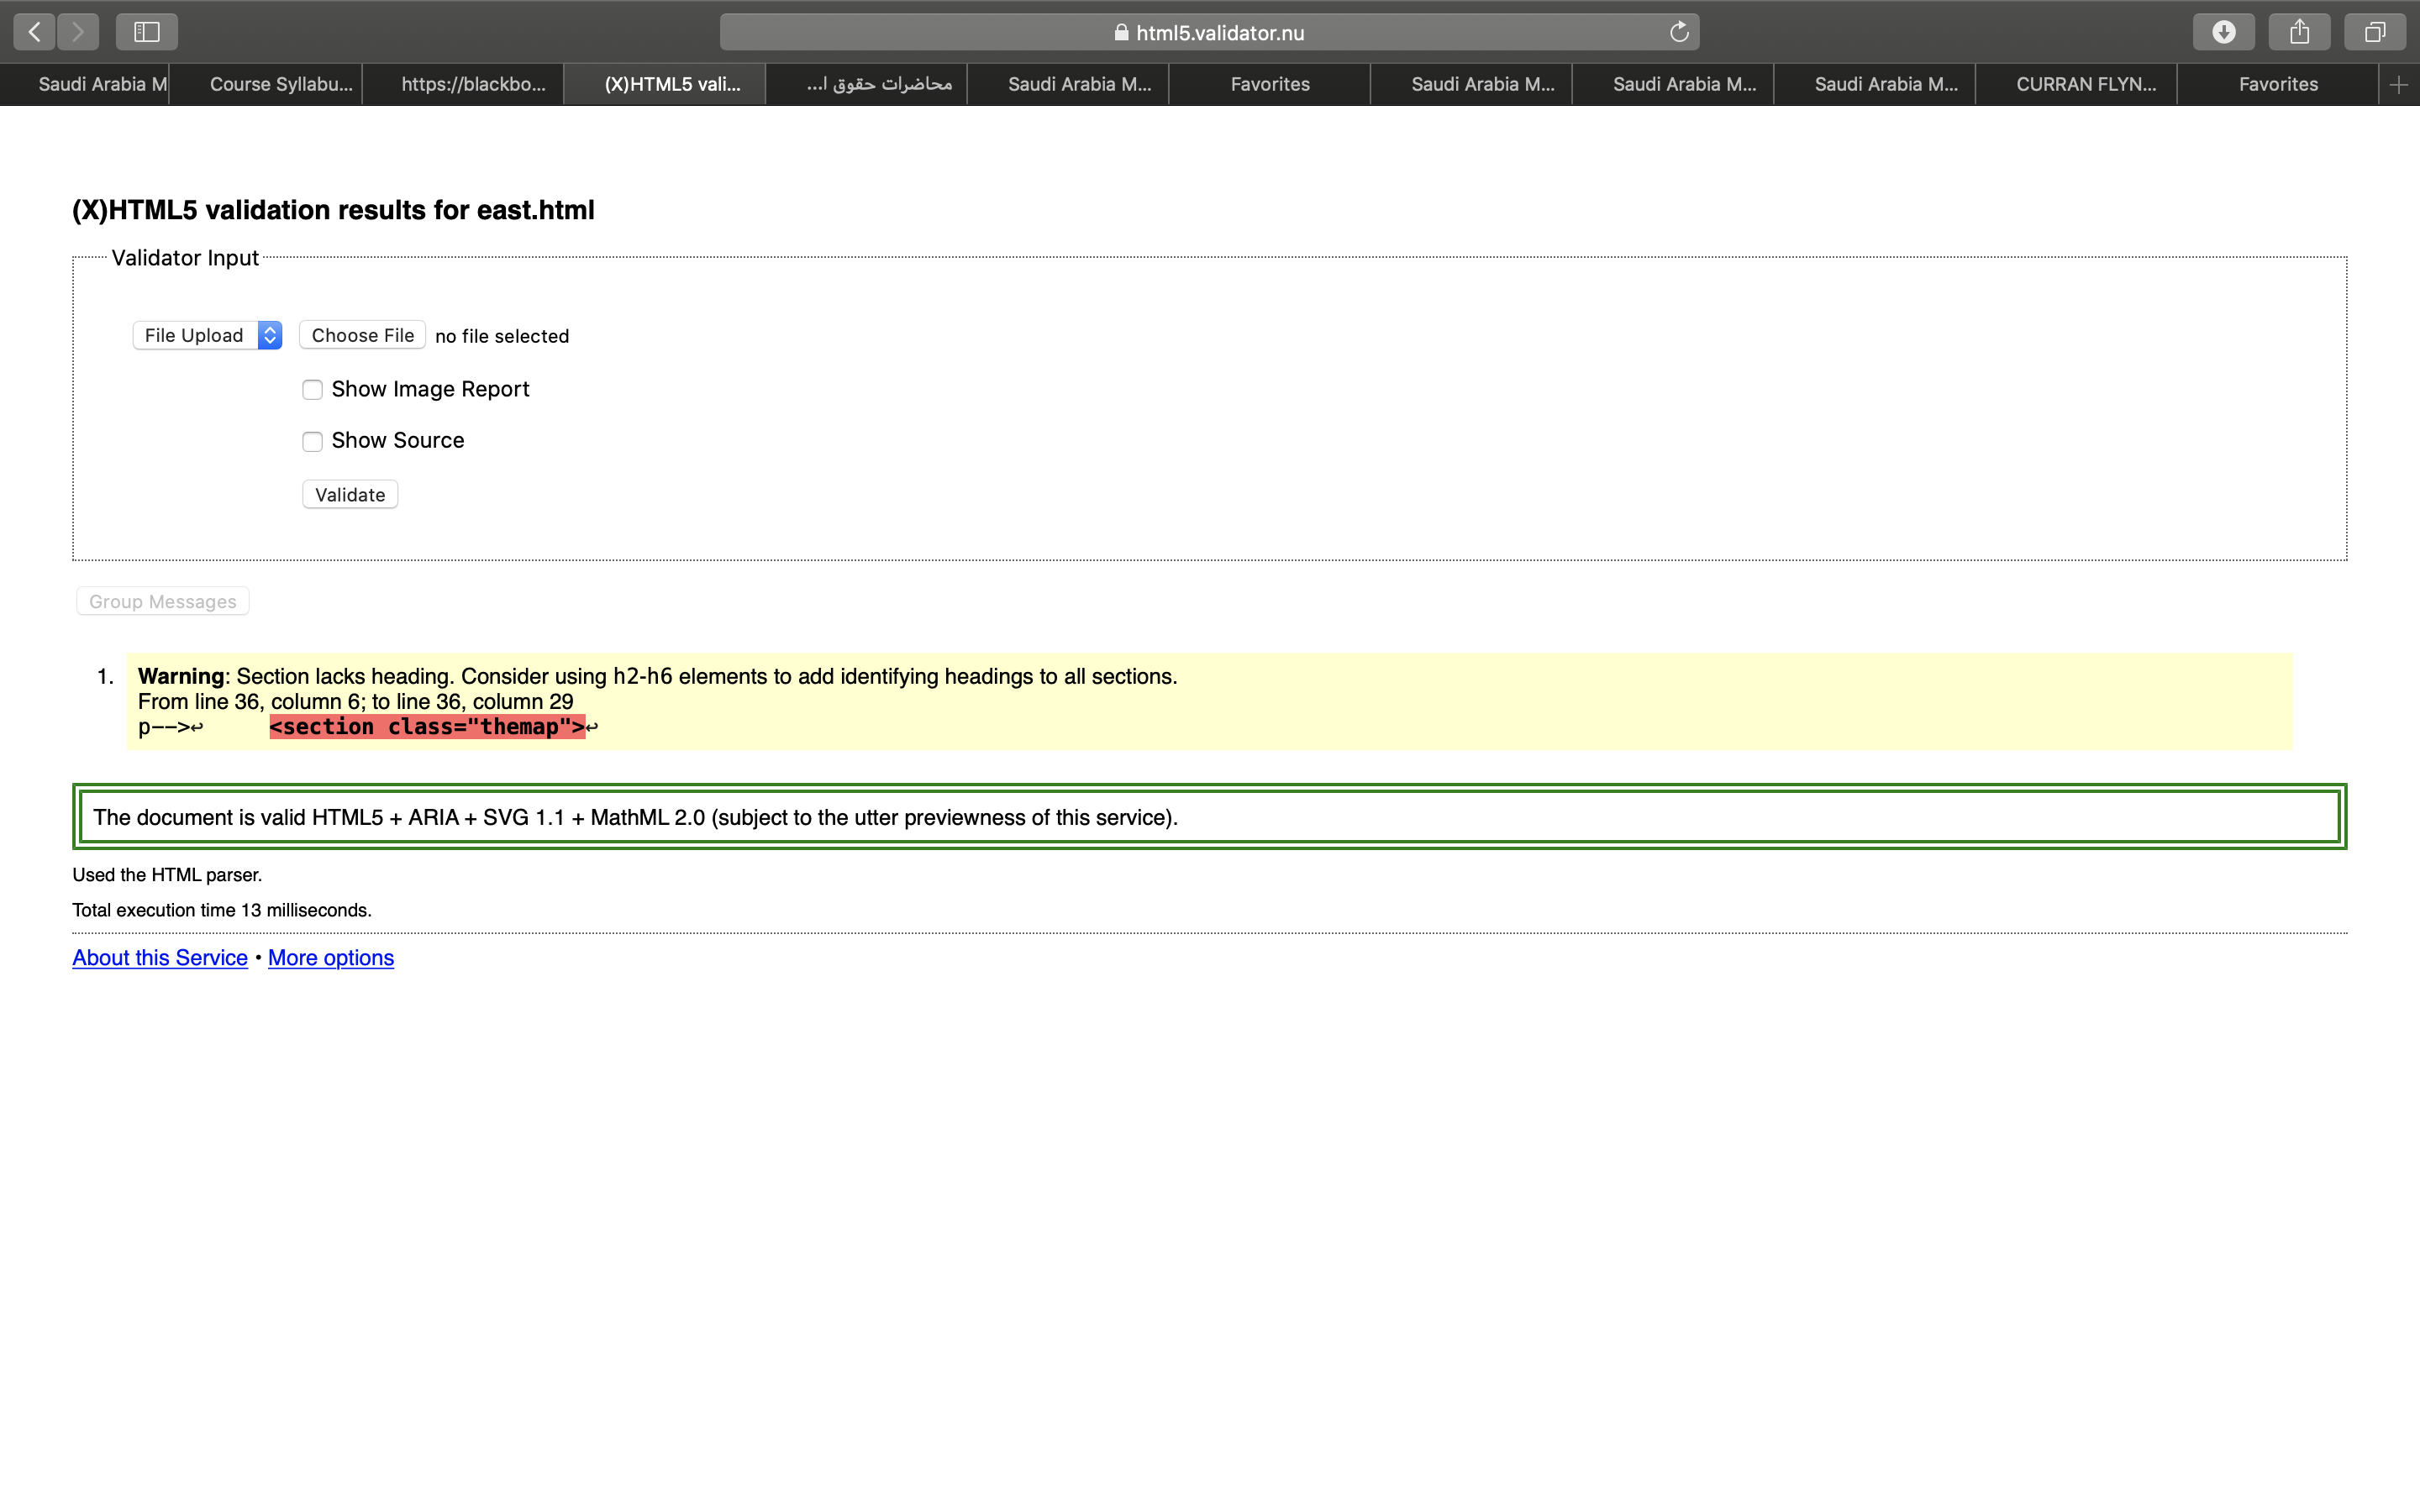 html5.validator.nu
Saudi Arabia M
Course Syllabu...
https://blackbo...
(X)HTML5 vali...
محاضرات حقوق ا...
Saudi Arabia M...
Favorites
Saudi Arabia M...
Saudi Arabia M...
Saudi Arabia M...
CURRAN FLYN...
Favorites
(X)HTML5 validation results for east.html
Validator Input
File Upload Choose File no file selected
Show Image Report
Show Source
Validate
Group Messages
1. Warning: Section lacks heading. Consider using h2-h6 elements to add identifying headings to all sections.
From line 36, column 6; to line 36, column 29
p-->↩ <section class="themap">↩
The document is valid HTML5 + ARIA + SVG 1.1 + MathML 2.0 (subject to the utter previewness of this service).
Used the HTML parser.
Total execution time 13 milliseconds.
About this Service • More options